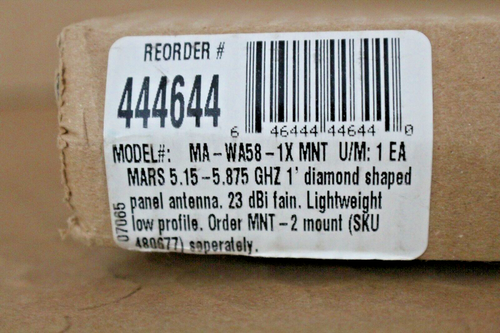 REORDER #
444644
6 46444 44644 0
MODEL#: MA-WA58-1X MNT U/M: 1 EA
MARS 5.15-5.875 GHZ 1' diamond shaped
panel antenna. 23 dBi fain. Lightweight
low profile. Order MNT-2 mount (SKU
480677) seperately.
07065